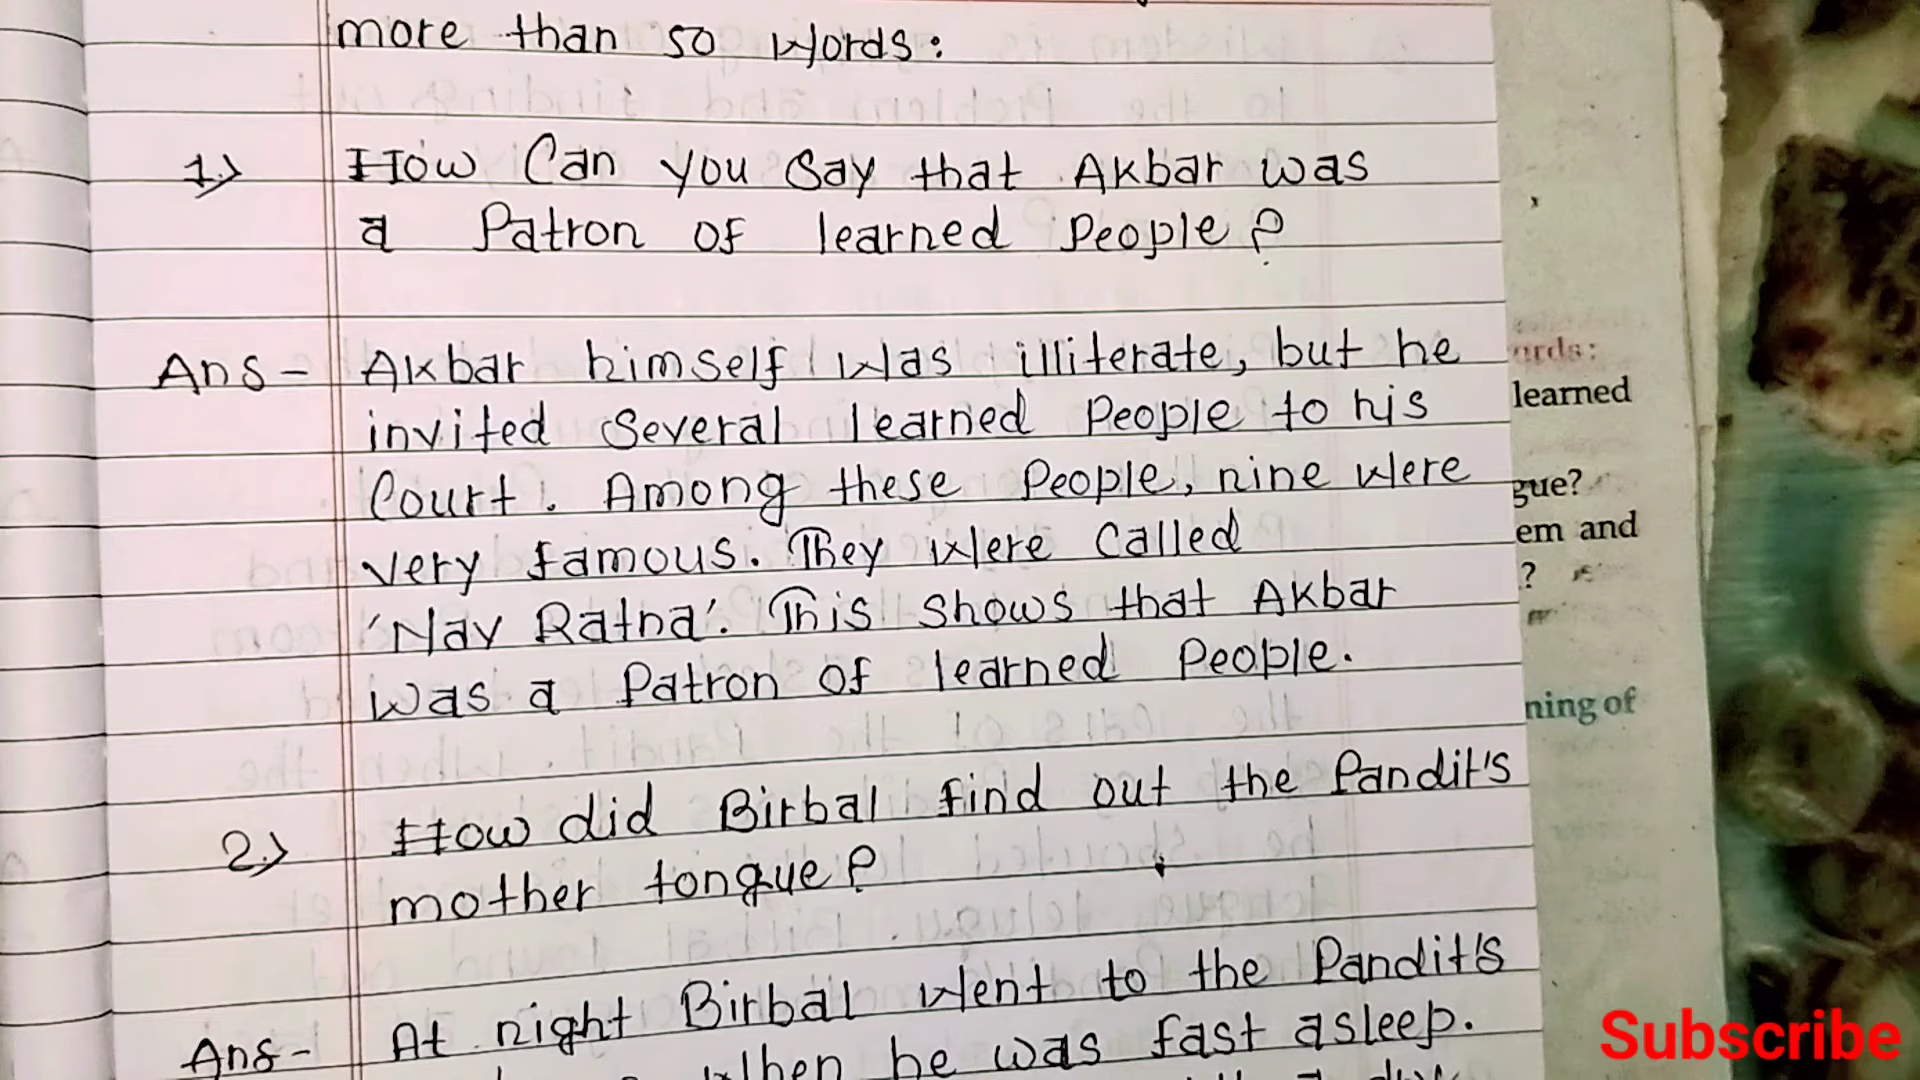 more than 50 words:
1.> How Can you Say that Akbar was
a Patron of learned People?
Ans - Akbar himself was illiterate, but he
invited Several learned People to his
Court. Among these People, nine were
very famous. They were Called
'Nav Ratna'. This Shows that Akbar
was a Patron of learned People.
2.> How did Birbal find out the Pandit's
mother tongue?
Ans - At night Birbal went to the Pandit's
When he was fast asleep.
ords:
learned
gue?
em and
?
ning of
Subscribe